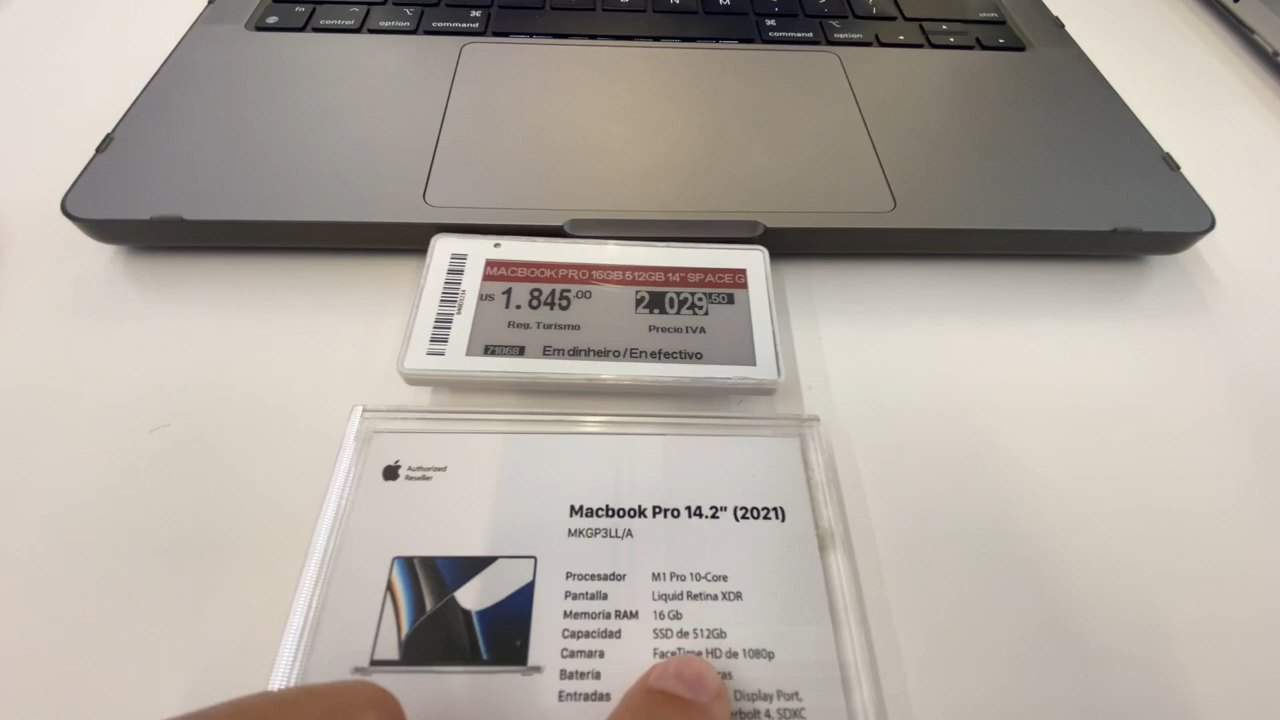 fn
control
option
command
N
M
command
option
shift
MACBOOK PRO 16GB 512GB 14" SPACE G
US 1.845.00 2.029.50
Reg. Turismo Precio IVA
71068 Em dinheiro / En efectivo
Authorized
Reseller
Macbook Pro 14.2" (2021)
MKGP3LL/A
Procesador M1 Pro 10-Core
Pantalla Liquid Retina XDR
Memoria RAM 16 Gb
Capacidad SSD de 512Gb
Camara FaceTime HD de 1080p
Batería
Entradas Display Port,
4, SDXC